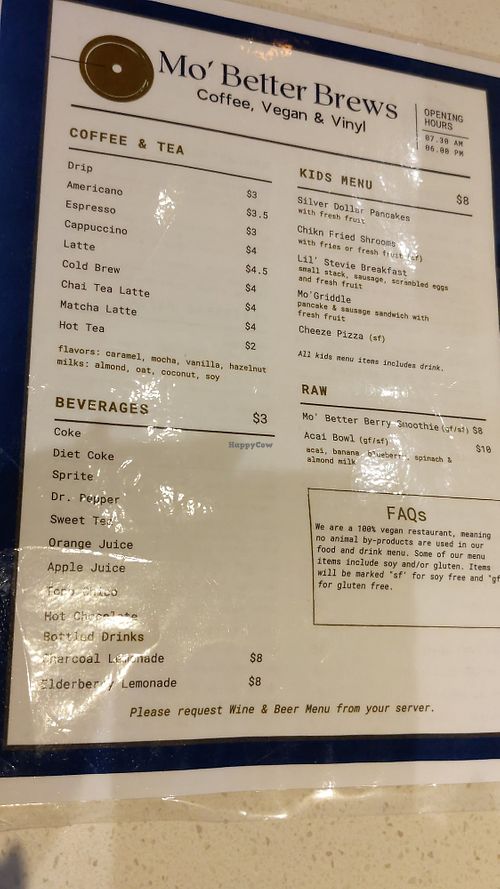 Mo' Better Brews
Coffee, Vegan & Vinyl
OPENING
HOURS
07.30 AM
06.00 PM
COFFEE & TEA
Drip $3
Americano $3.5
Espresso $3
Cappuccino $4
Latte $4.5
Cold Brew $4
Chai Tea Latte $4
Matcha Latte $4
Hot Tea $2
flavors: caramel, mocha, vanilla, hazelnut
milks: almond, oat, coconut, soy
BEVERAGES $3
Coke
Diet Coke
Sprite
Dr. Pepper
Sweet Tea
Orange Juice
Apple Juice
Topo Chico
Hot Chocolate
Bottled Drinks
Charcoal Lemonade $8
Elderberry Lemonade $8
KIDS MENU $8
Silver Dollar Pancakes
with fresh fruit
Chikn Fried Shrooms
with fries or fresh fruit (sf)
Lil' Stevie Breakfast
small stack, sausage, scrambled eggs
and fresh fruit
Mo'Griddle
pancake & sausage sandwich with
fresh fruit
Cheeze Pizza (sf)
All kids menu items includes drink.
RAW
Mo' Better Berry Smoothie (gf/sf) $8
Acai Bowl (gf/sf) $10
acai, banana, blueberry, spinach &
almond milk
FAQs
We are a 100% vegan restaurant, meaning
no animal by-products are used in our
food and drink menu. Some of our menu
items include soy and/or gluten. Items
will be marked "sf' for soy free and "gf
for gluten free.
Please request Wine & Beer Menu from your server.
HappyCow